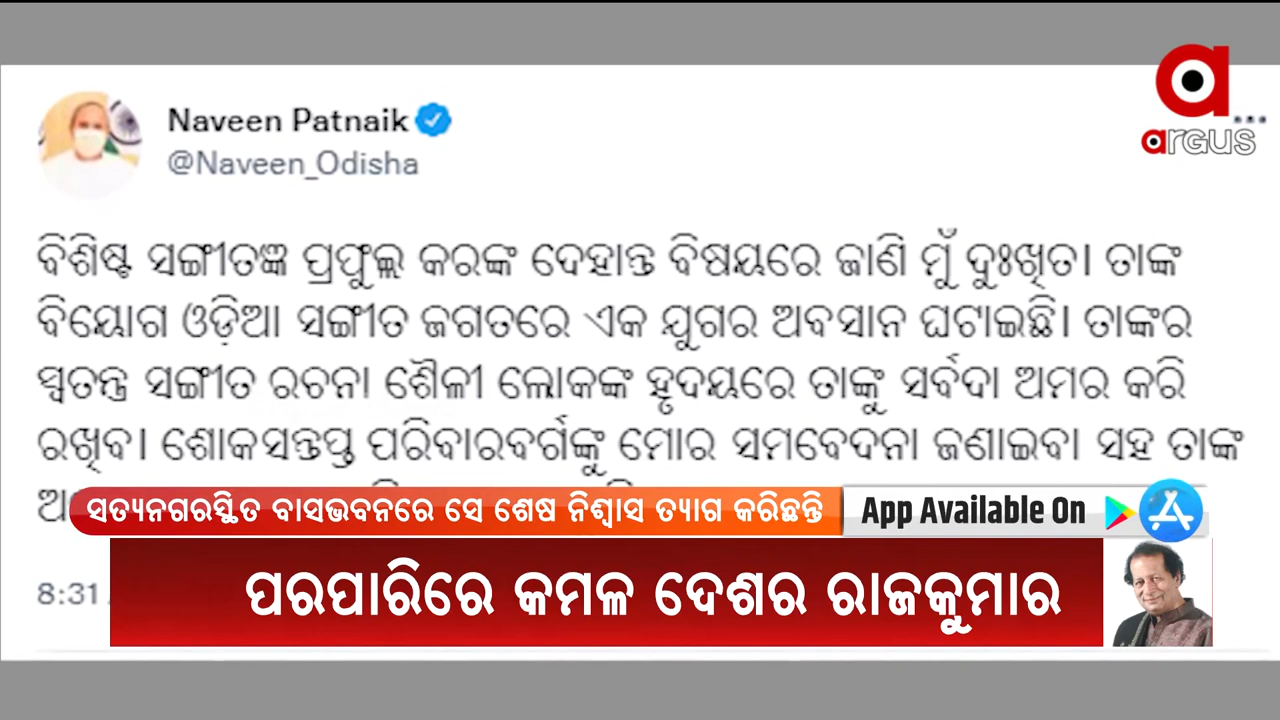 Naveen Patnaik
@Naveen_Odisha
argus
ବିଶିଷ୍ଟ ସଙ୍ଗୀତଜ୍ଞ ପ୍ରଫୁଲ୍ଲ କରଙ୍କ ଦେହାନ୍ତ ବିଷୟରେ ଜାଣି ମୁଁ ଦୁଃଖିତ। ତାଙ୍କ
ବିୟୋଗ ଓଡ଼ିଆ ସଙ୍ଗୀତ ଜଗତରେ ଏକ ଯୁଗର ଅବସାନ ଘଟାଇଛି। ତାଙ୍କର
ସ୍ୱତନ୍ତ୍ର ସଙ୍ଗୀତ ରଚନା ଶୈଳୀ ଲୋକଙ୍କ ହୃଦୟରେ ତାଙ୍କୁ ସର୍ବଦା ଅମର କରି
ରଖିବ। ଶୋକସନ୍ତପ୍ତ ପରିବାରବର୍ଗଙ୍କୁ ମୋର ସମବେଦନା ଜଣାଇବା ସହ ତାଙ୍କ
ସତ୍ୟନଗରସ୍ଥିତ ବାସଭବନରେ ସେ ଶେଷ ନିଶ୍ୱାସ ତ୍ୟାଗ କରିଛନ୍ତି
App Available On
8:31
ପରପାରିରେ କମଳ ଦେଶର ରାଜକୁମାର